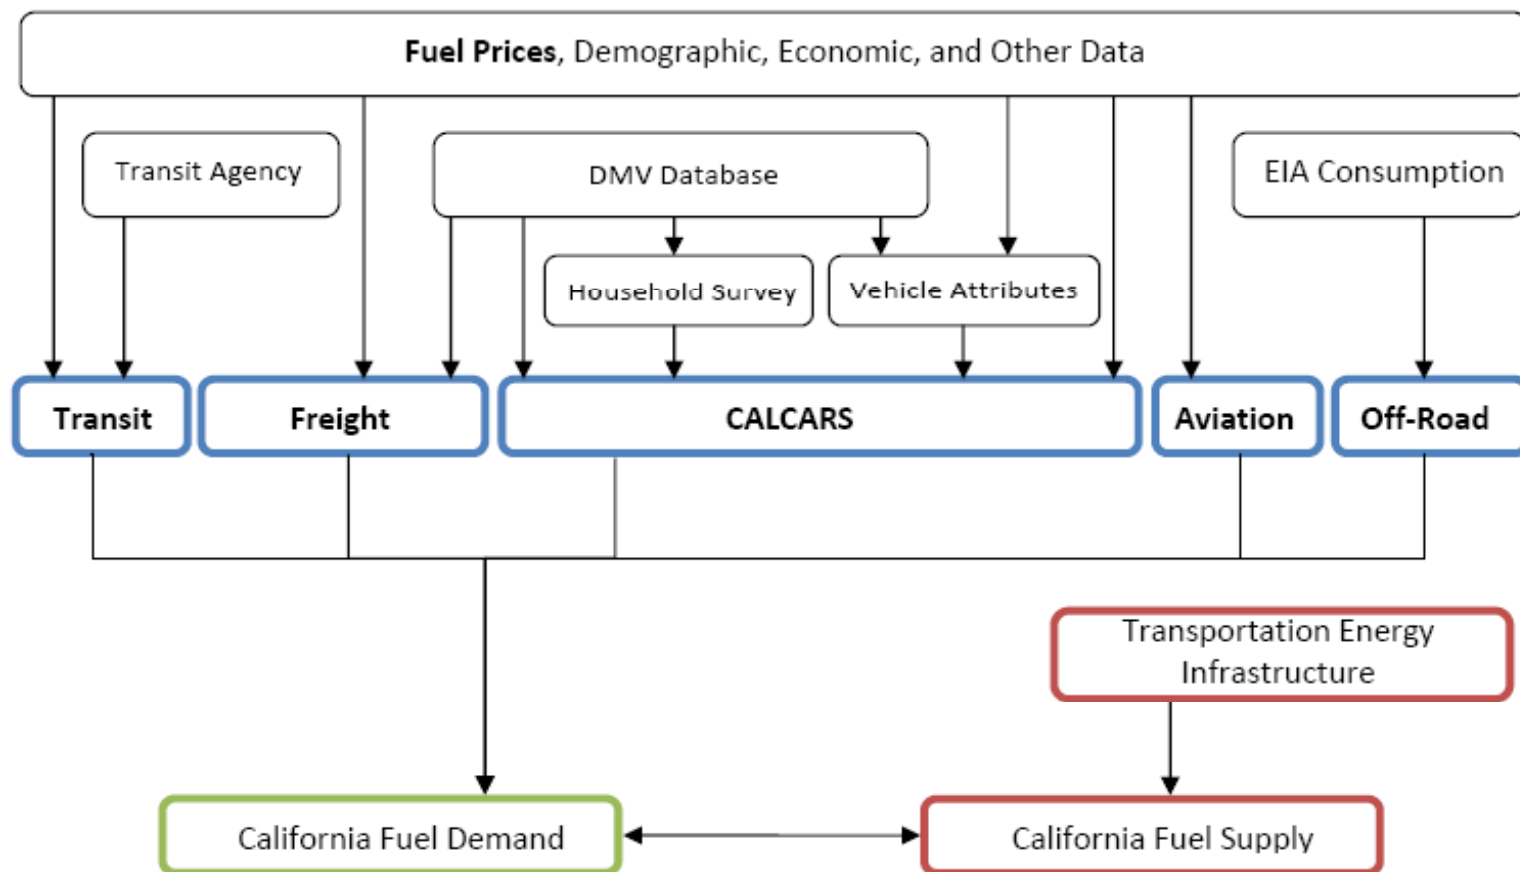 Fuel Prices, Demographic, Economic, and Other Data
Transit Agency
DMV Database
EIA Consumption
Household Survey
Vehicle Attributes
Transit
Freight
CALCARS
Aviation
Off-Road
Transportation Energy
Infrastructure
California Fuel Demand
California Fuel Supply